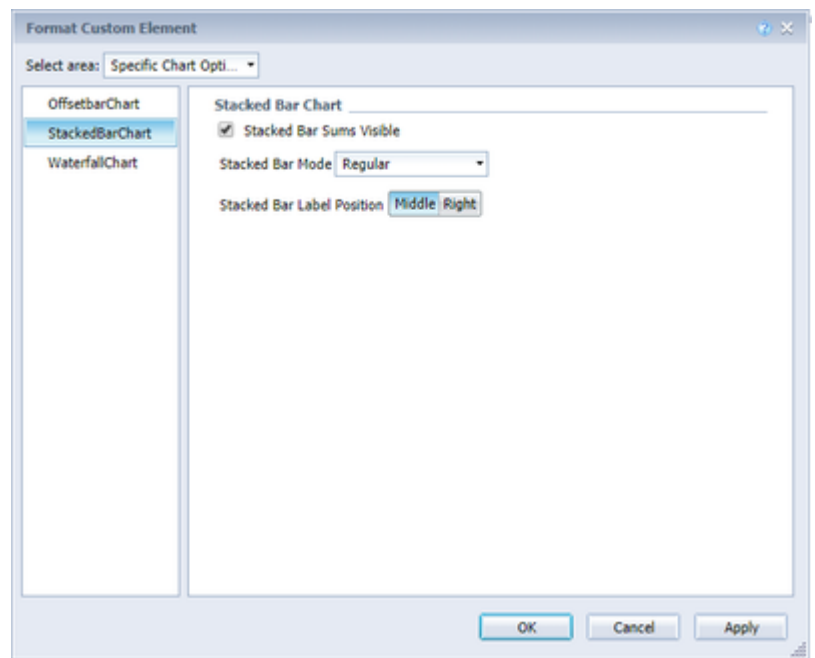 Format Custom Element
Select area: Specific Chart Opti...
OffsetbarChart
StackedBarChart
WaterfallChart
Stacked Bar Chart
Stacked Bar Sums Visible
Stacked Bar Mode Regular
Stacked Bar Label Position Middle Right
OK Cancel Apply